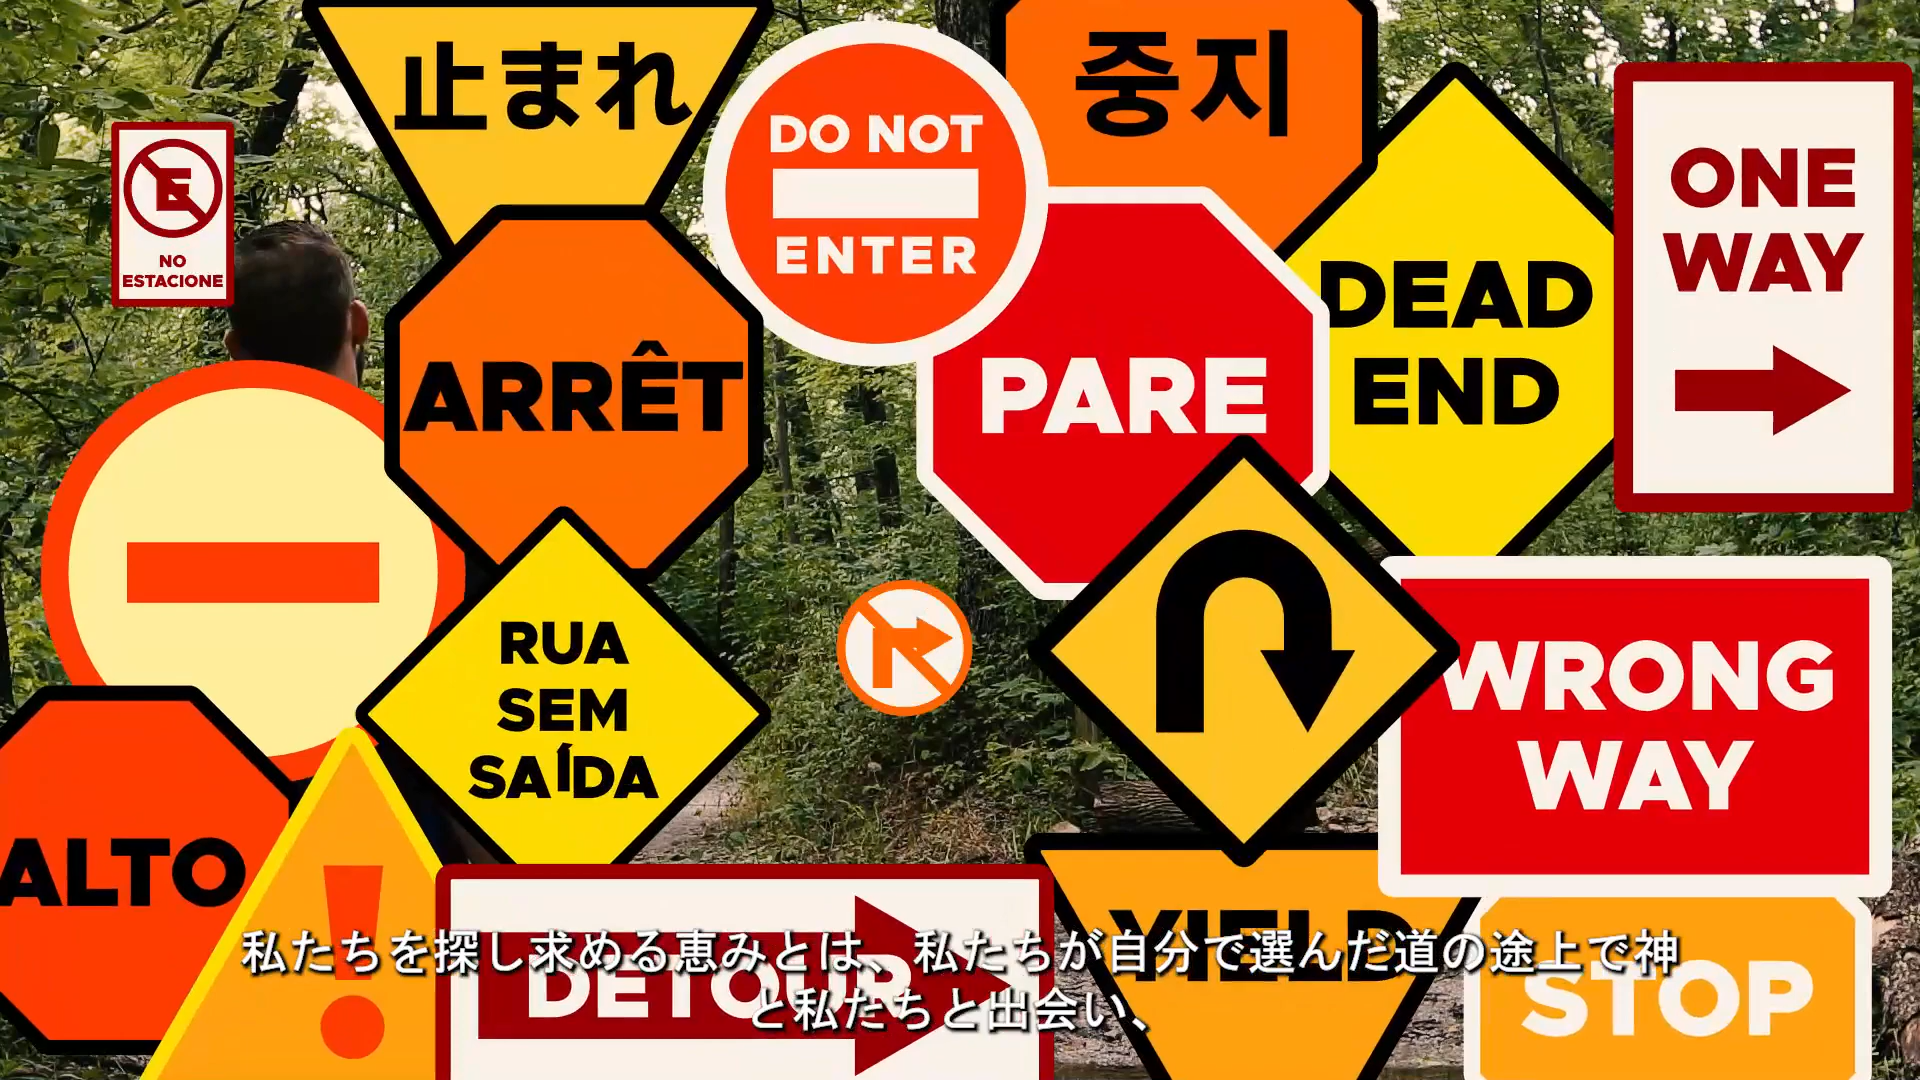 止まれ
중지
DO NOT
ENTER
ONE
WAY
E
NO
ESTACIONE
DEAD
END
ARRÊT
PARE
RUA
SEM
SAÍDA
WRONG
WAY
ALTO
!
YIELD
DETOUR
STOP
私たちを探し求める恵みとは、私たちが自分で選んだ道の途上で神
と私たちと出会い、